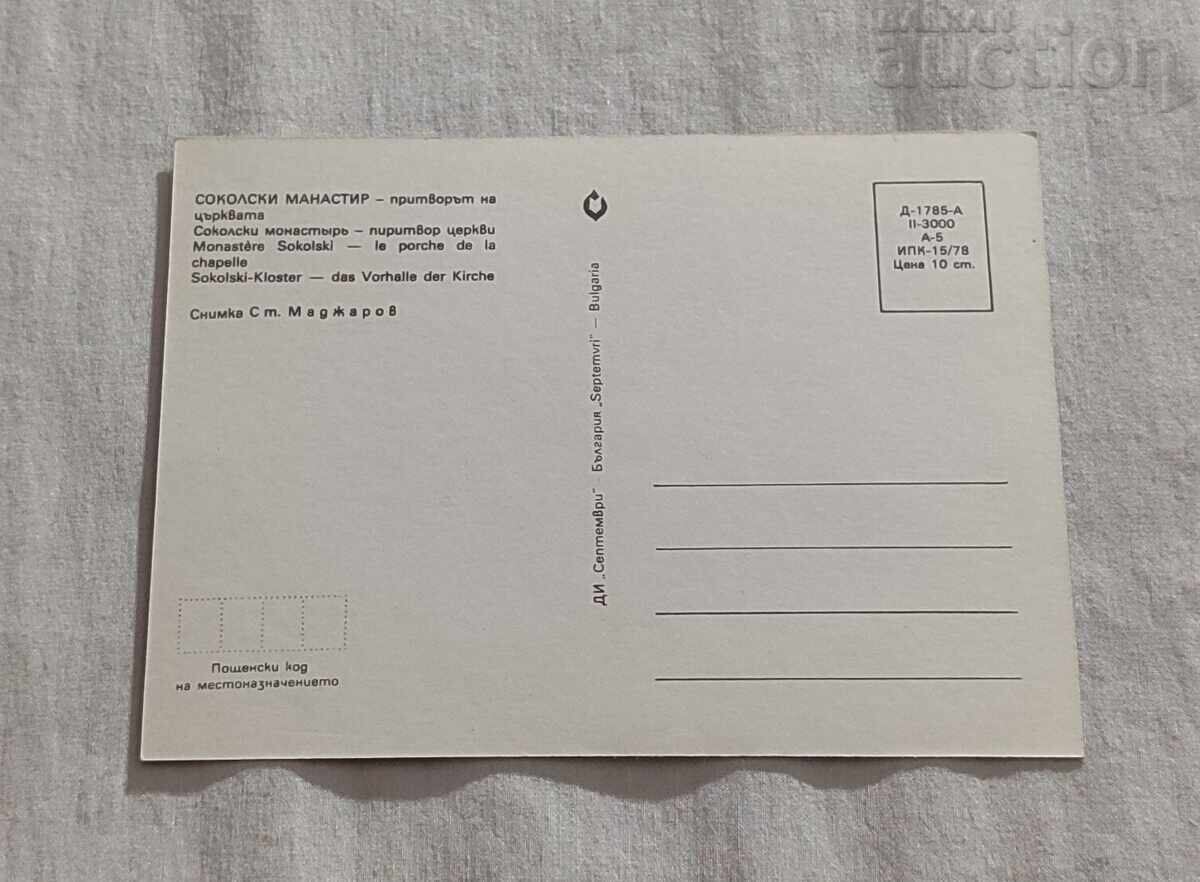 BALKAN
auction
СОКОЛСКИ МАНАСТИР – притворът на
църквата
Соколски монастырь – пиритвор церкви
Monastère Sokolski — le porche de la
chapelle
Sokolski-Kloster — das Vorhalle der Kirche
Снимка Ст. Маджаров
ДИ „Септември" – България „Septemvri" — Bulgaria
Д-1785-А
II-3000
А-5
ИПК-15/78
Цена 10 ст.
Пощенски код
на местоназначението